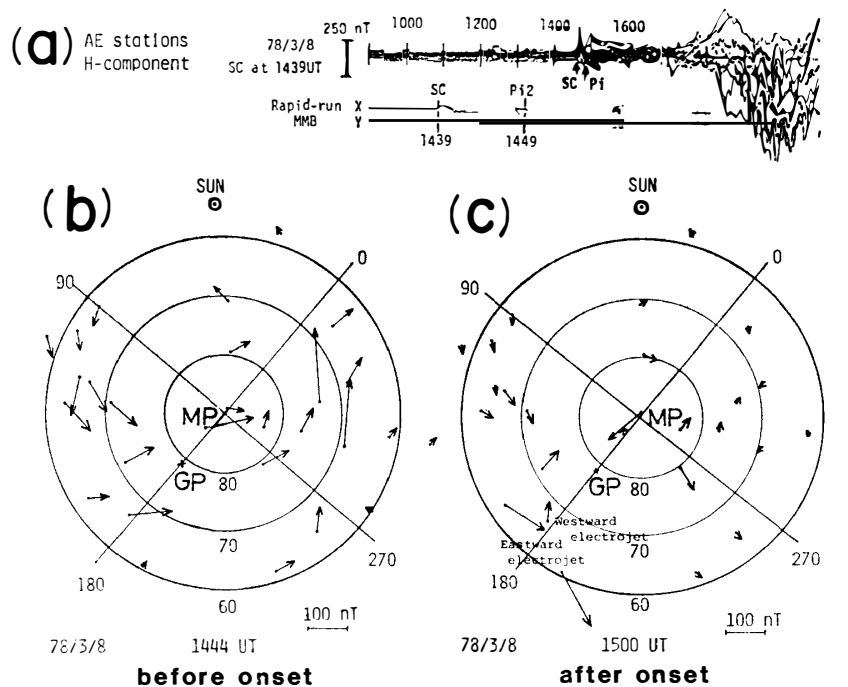 (a) AE stations
H-component
78/3/8
SC at 1439UT
250 nT
1000 1200 1400 1600
SC Pi
Rapid-run X
MMB Y
SC Pi2
1439 1449
(b)
SUN
0
90
MP
GP
80
70
60
180
270
100 nT
78/3/8 1444 UT
before onset
(c)
SUN
0
90
MP
GP
80
Westward
electrojet
Eastward
electrojet
70
60
180
270
100 nT
78/3/8 1500 UT
after onset